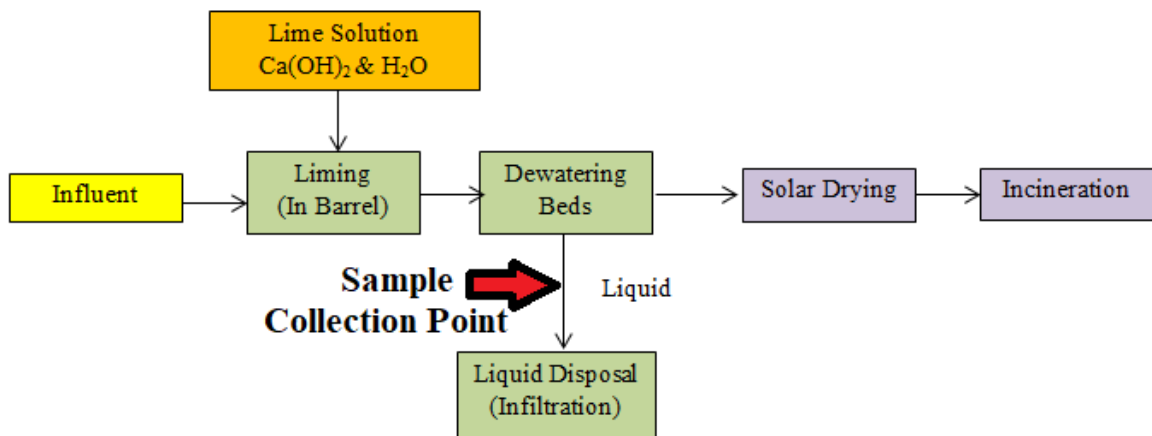 Lime Solution
Ca(OH)₂ & H₂O
Influent
Liming
(In Barrel)
Dewatering
Beds
Solar Drying
Incineration
Sample
Collection Point
Liquid
Liquid Disposal
(Infiltration)